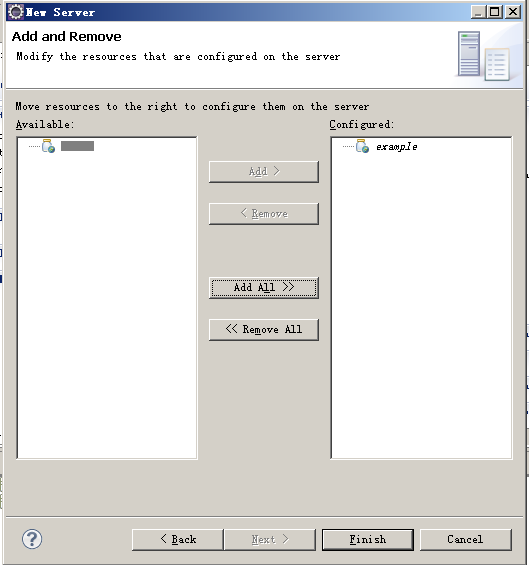 New Server
Add and Remove
Modify the resources that are configured on the server
Move resources to the right to configure them on the server
Available:
Configured:
example
Add >
< Remove
Add All >>
<< Remove All
?
< Back
Next >
Finish
Cancel